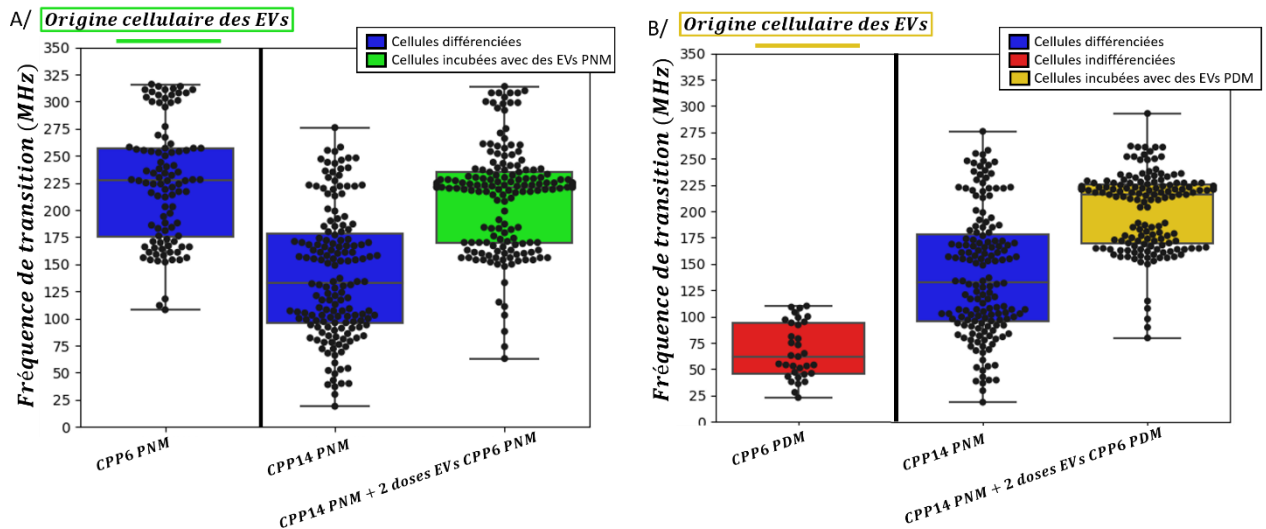 A/ Origine cellulaire des EVs
Cellules différenciées
Cellules incubées avec des EVs PNM
Fréquence de transition (MHz)
350
325
300
275
250
225
200
175
150
125
100
75
50
25
0
CPP6 PNM
CPP14 PNM
CPP14 PNM + 2 doses EVs CPP6 PNM
B/ Origine cellulaire des EVs
Cellules différenciées
Cellules indifférenciées
Cellules incubées avec des EVs PDM
Fréquence de transition (MHz)
350
325
300
275
250
225
200
175
150
125
100
75
50
25
0
CPP6 PDM
CPP14 PNM
CPP14 PNM + 2 doses EVs CPP6 PDM